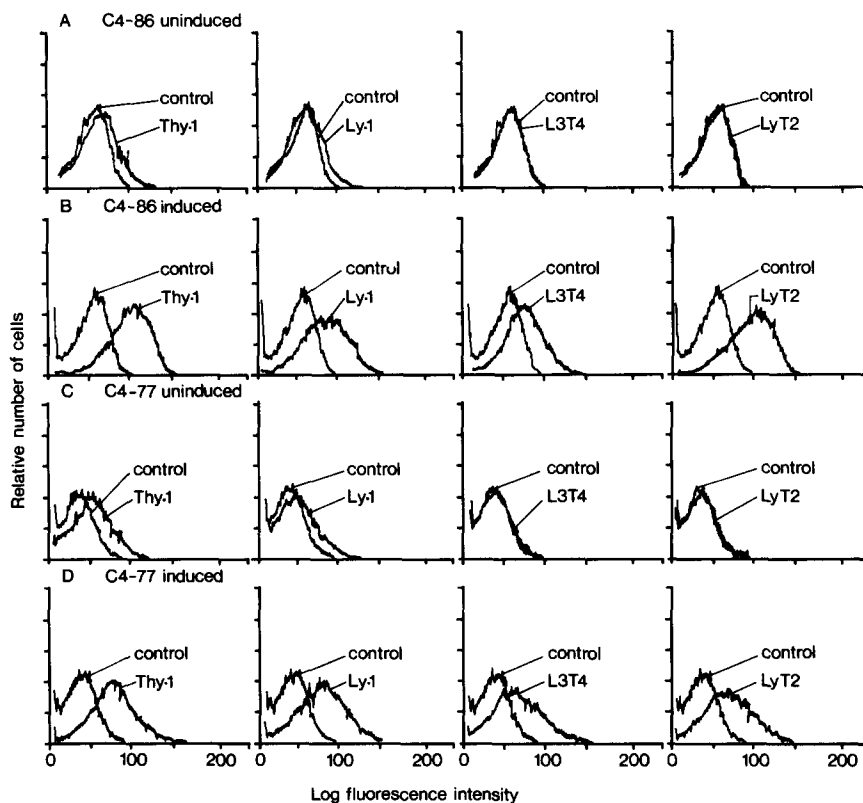 A C4-86 uninduced
control
Thy·1
control
Ly·1
control
L3T4
control
LyT2
B C4-86 induced
control
Thy·1
control
Ly·1
control
L3T4
control
LyT2
C C4-77 uninduced
control
Thy·1
control
Ly·1
control
L3T4
control
LyT2
D C4-77 induced
control
Thy·1
control
Ly·1
control
L3T4
control
LyT2
0 100 200 0 100 200 0 100 200 0 100 200
Log fluorescence intensity
Relative number of cells